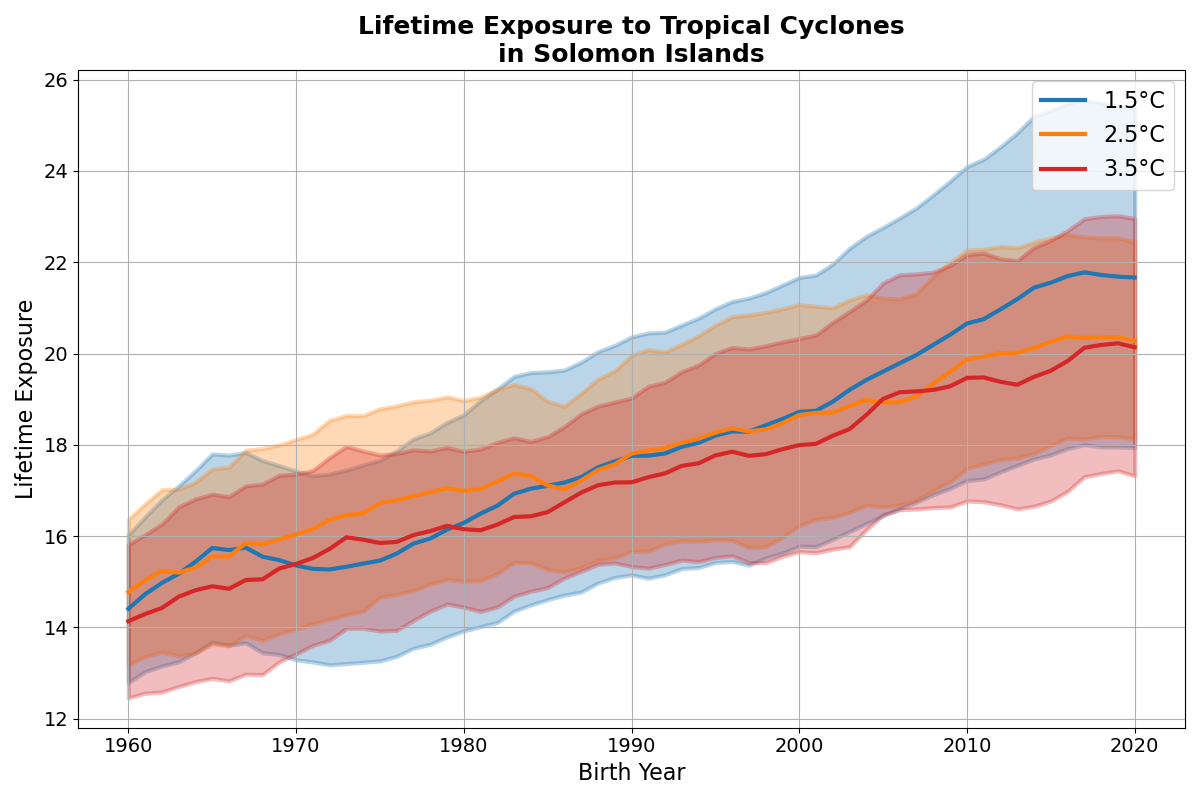 Lifetime Exposure to Tropical Cyclones
in Solomon Islands
Lifetime Exposure
26
24
22
20
18
16
14
12
1.5°C
2.5°C
3.5°C
1960
1970
1980
1990
2000
2010
2020
Birth Year